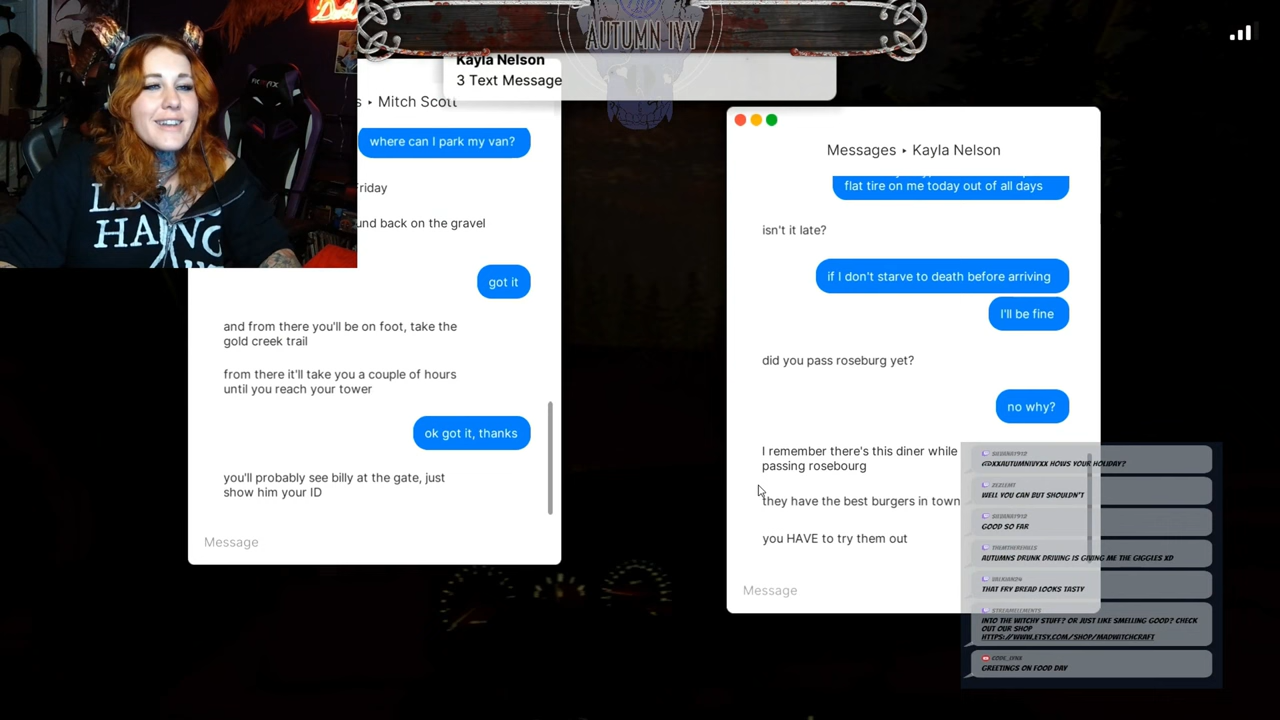 AUTUMN IVY
Kayla Nelson
3 Text Message
s ▸ Mitch Scott
where can I park my van?
riday
und back on the gravel
got it
and from there you'll be on foot, take the
gold creek trail
from there it'll take you a couple of hours
until you reach your tower
ok got it, thanks
you'll probably see billy at the gate, just
show him your ID
Message
Messages ▸ Kayla Nelson
flat tire on me today out of all days
isn't it late?
if I don't starve to death before arriving
I'll be fine
did you pass roseburg yet?
no why?
I remember there's this diner while
passing rosebourg
they have the best burgers in town
you HAVE to try them out
Message
@XXAUTUMNIVYXX HOWS YOUR HOLIDAY?
WELL YOU CAN BUT SHOULDN'T
GOOD SO FAR
AUTUMNS DRUNK DRIVING IS GIVING ME THE GIGGLES XD
THAT FRY BREAD LOOKS TASTY
STREAMELEMENTS
INTO THE WITCHY STUFF? OR JUST LIKE SMELLING GOOD? CHECK
OUT OUR SHOP
HTTPS://WWW.ETSY.COM/SHOP/MADWITCHCRAFT
CODE_LYNX
GREETINGS ON FOOD DAY